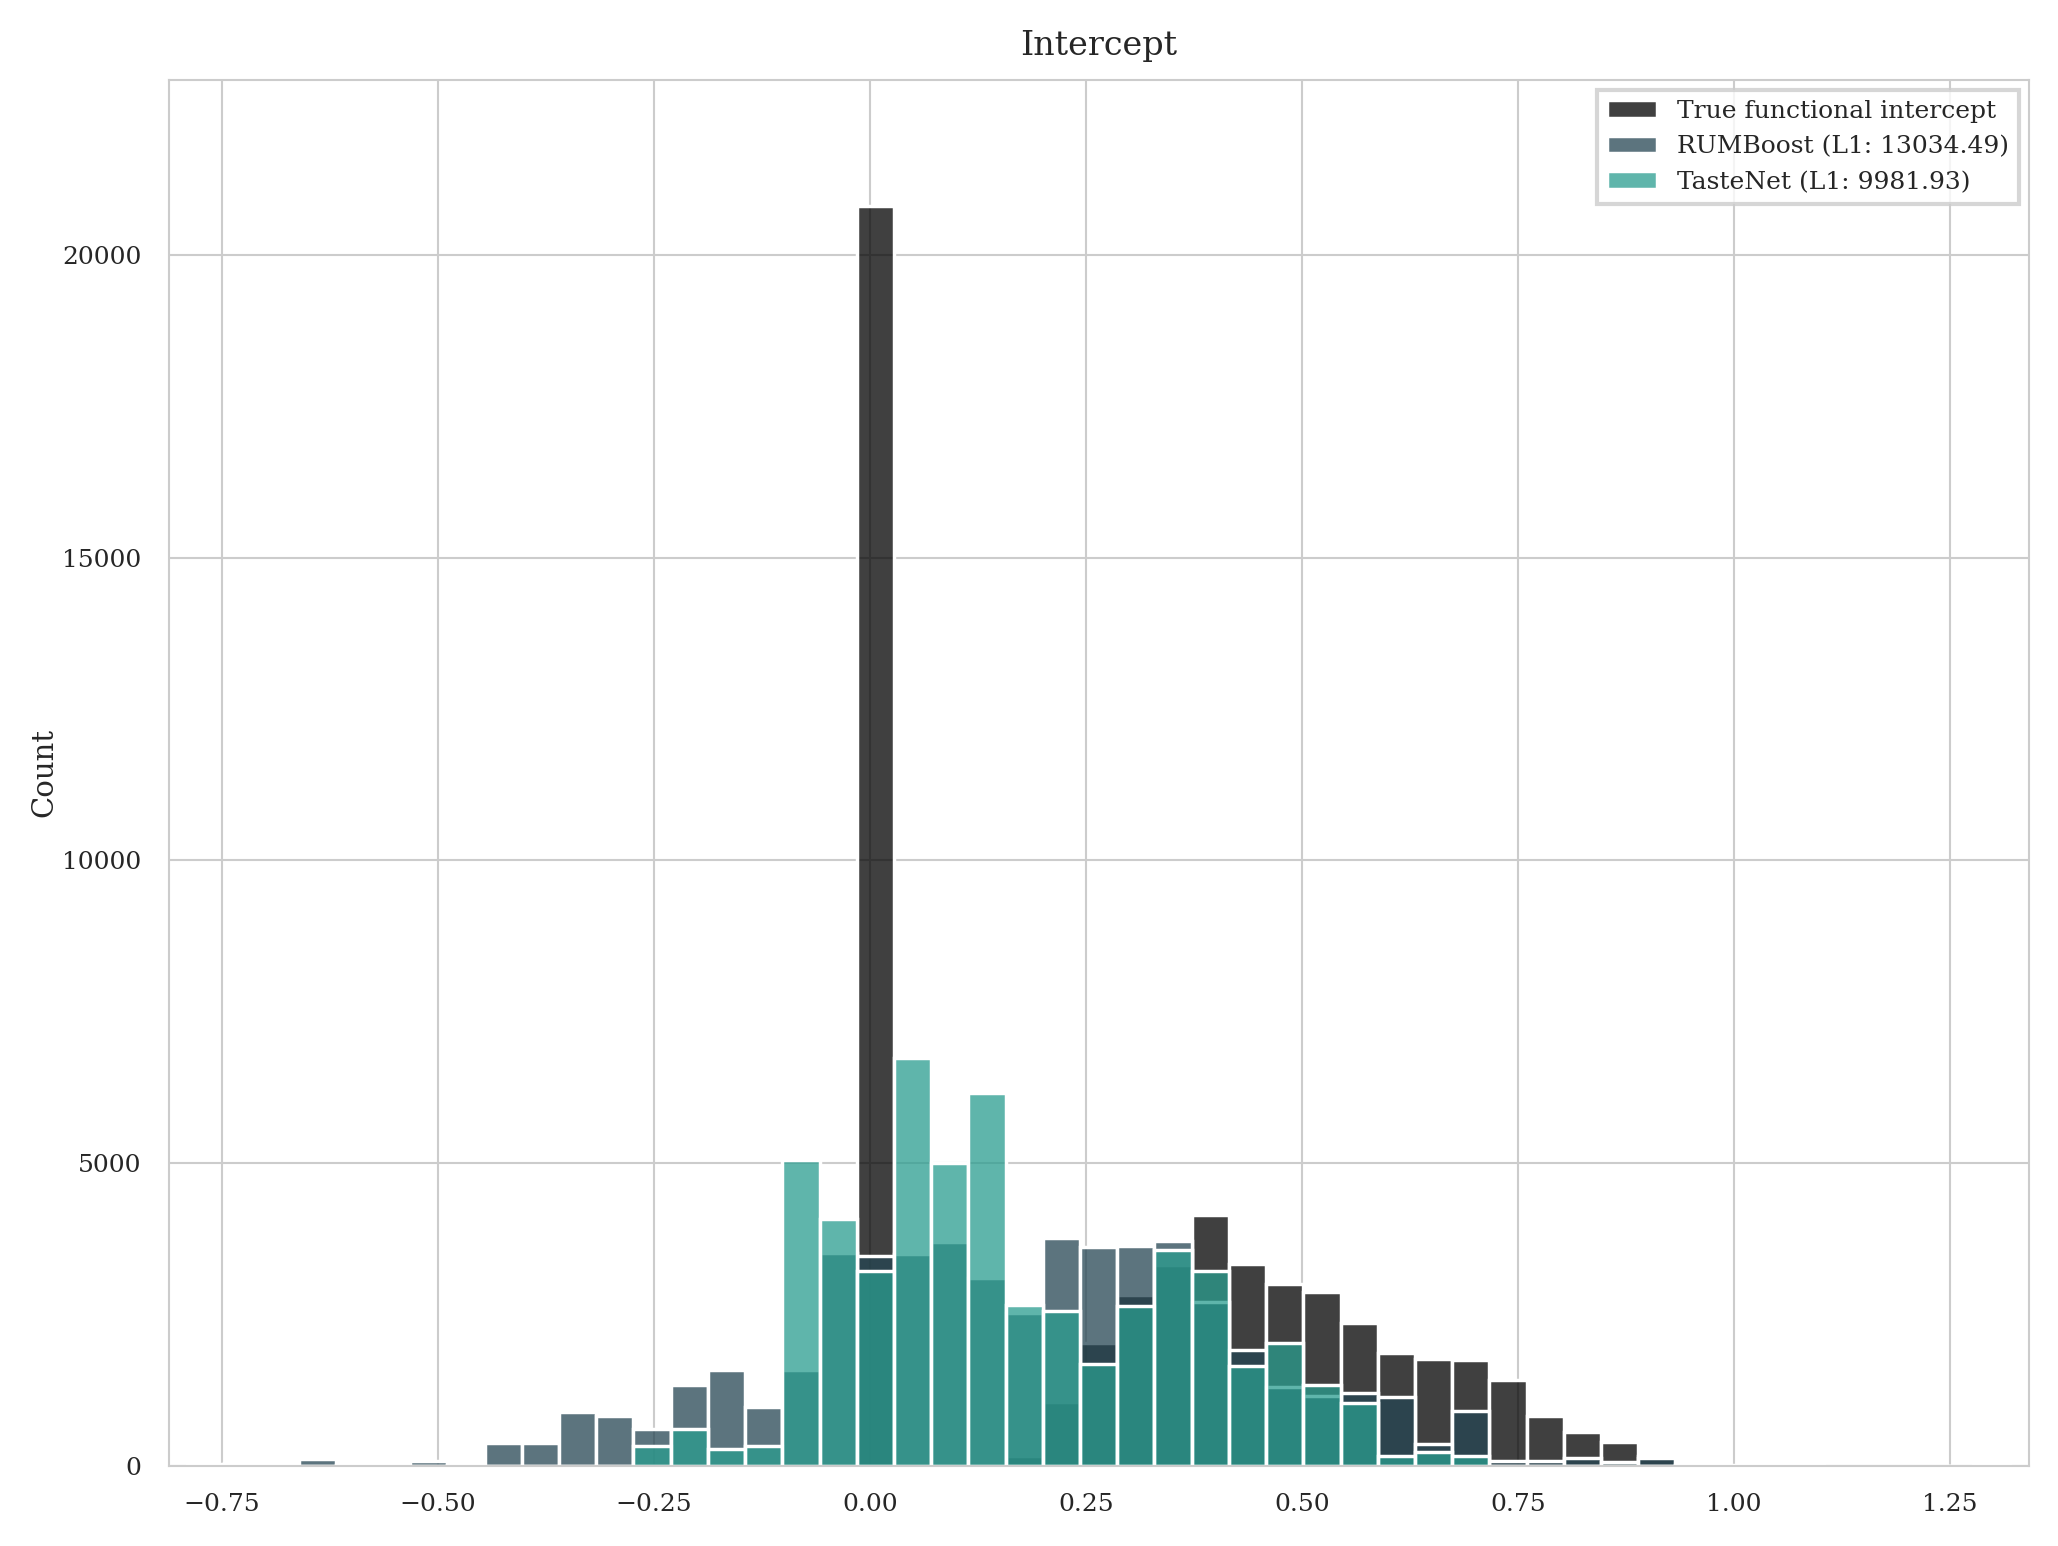 Intercept
True functional intercept
RUMBoost (L1: 13034.49)
TasteNet (L1: 9981.93)
Count
20000
15000
10000
5000
0
−0.75
−0.50
−0.25
0.00
0.25
0.50
0.75
1.00
1.25